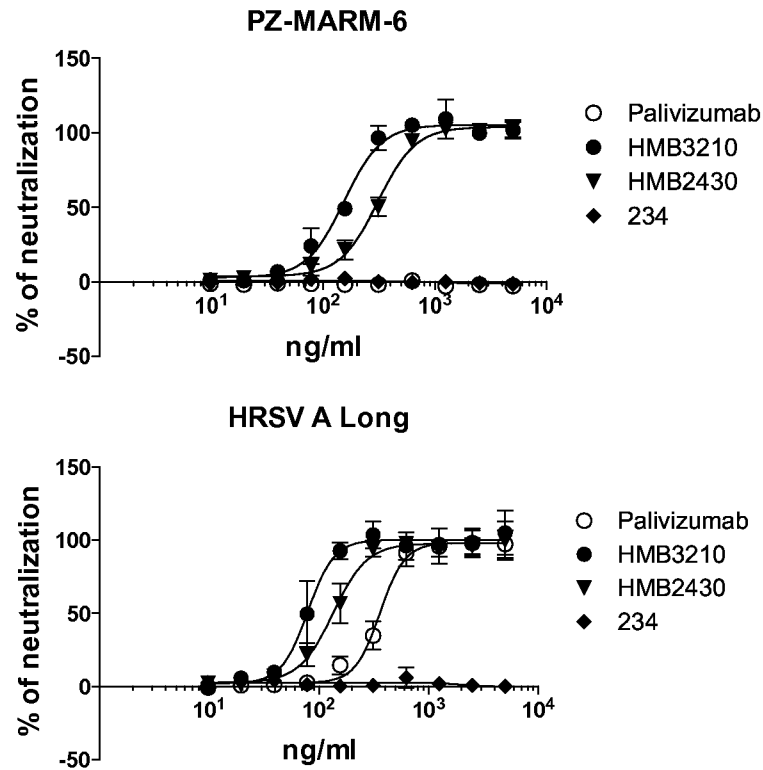 PZ-MARM-6
% of neutralization
150
100
50
0
-50
10¹ 10² 10³ 10⁴
ng/ml
Palivizumab
HMB3210
HMB2430
234
HRSV A Long
% of neutralization
150
100
50
0
-50
10¹ 10² 10³ 10⁴
ng/ml
Palivizumab
HMB3210
HMB2430
234